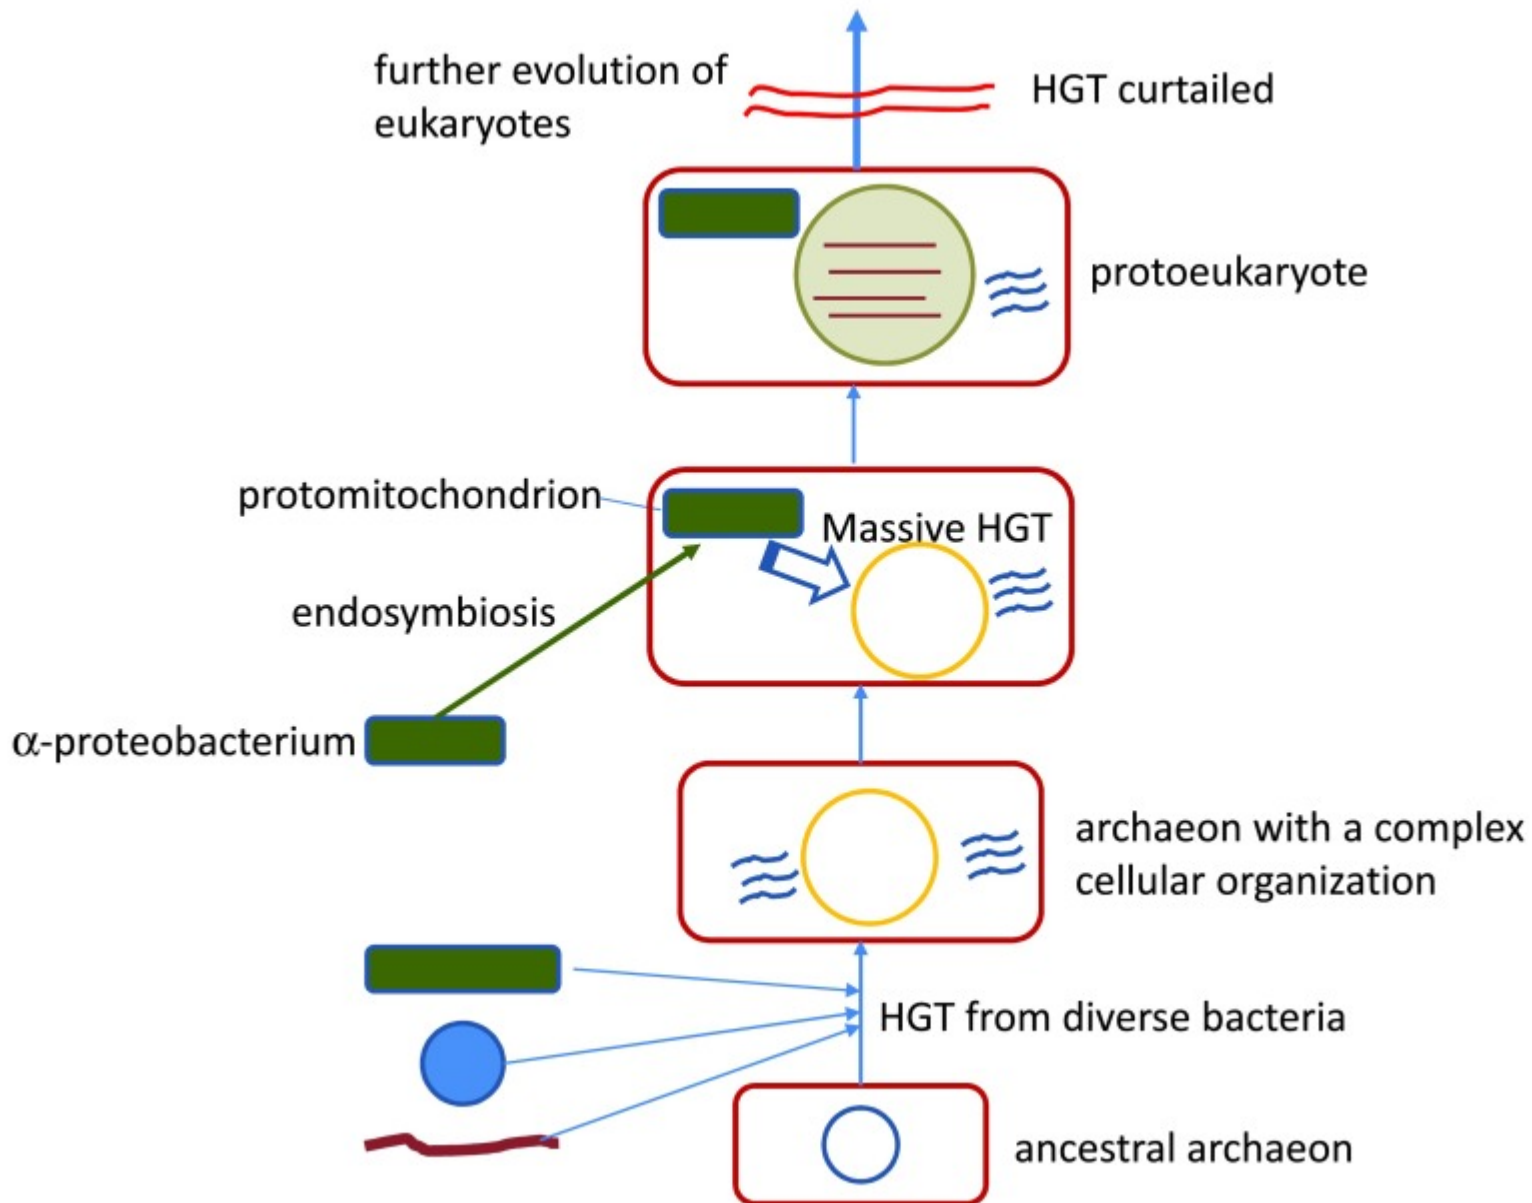 further evolution of
eukaryotes
HGT curtailed
protoeukaryote
protomitochondrion
Massive HGT
endosymbiosis
α-proteobacterium
archaeon with a complex
cellular organization
HGT from diverse bacteria
ancestral archaeon